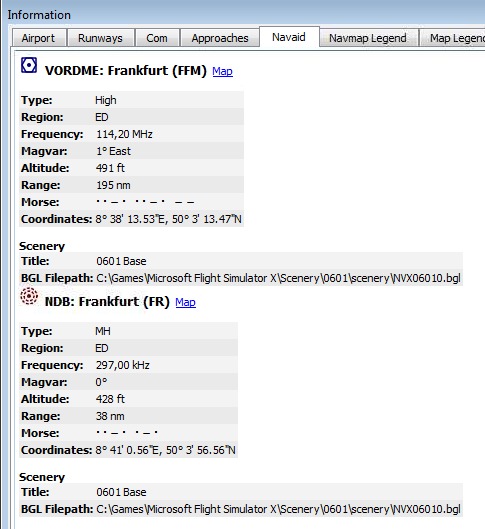 Information
Airport Runways Com Approaches Navaid Navmap Legend Map Legen
VORDME: Frankfurt (FFM) Map
Type: High
Region: ED
Frequency: 114,20 MHz
Magvar: 1° East
Altitude: 491 ft
Range: 195 nm
Morse: · · – · · · – · – –
Coordinates: 8° 38' 13.53"E, 50° 3' 13.47"N
Scenery
Title: 0601 Base
BGL Filepath: C:\Games\Microsoft Flight Simulator X\Scenery\0601\scenery\NVX06010.bgl
NDB: Frankfurt (FR) Map
Type: MH
Region: ED
Frequency: 297,00 kHz
Magvar: 0°
Altitude: 428 ft
Range: 38 nm
Morse: · · – · · – ·
Coordinates: 8° 41' 0.56"E, 50° 3' 56.56"N
Scenery
Title: 0601 Base
BGL Filepath: C:\Games\Microsoft Flight Simulator X\Scenery\0601\scenery\NVX06010.bgl